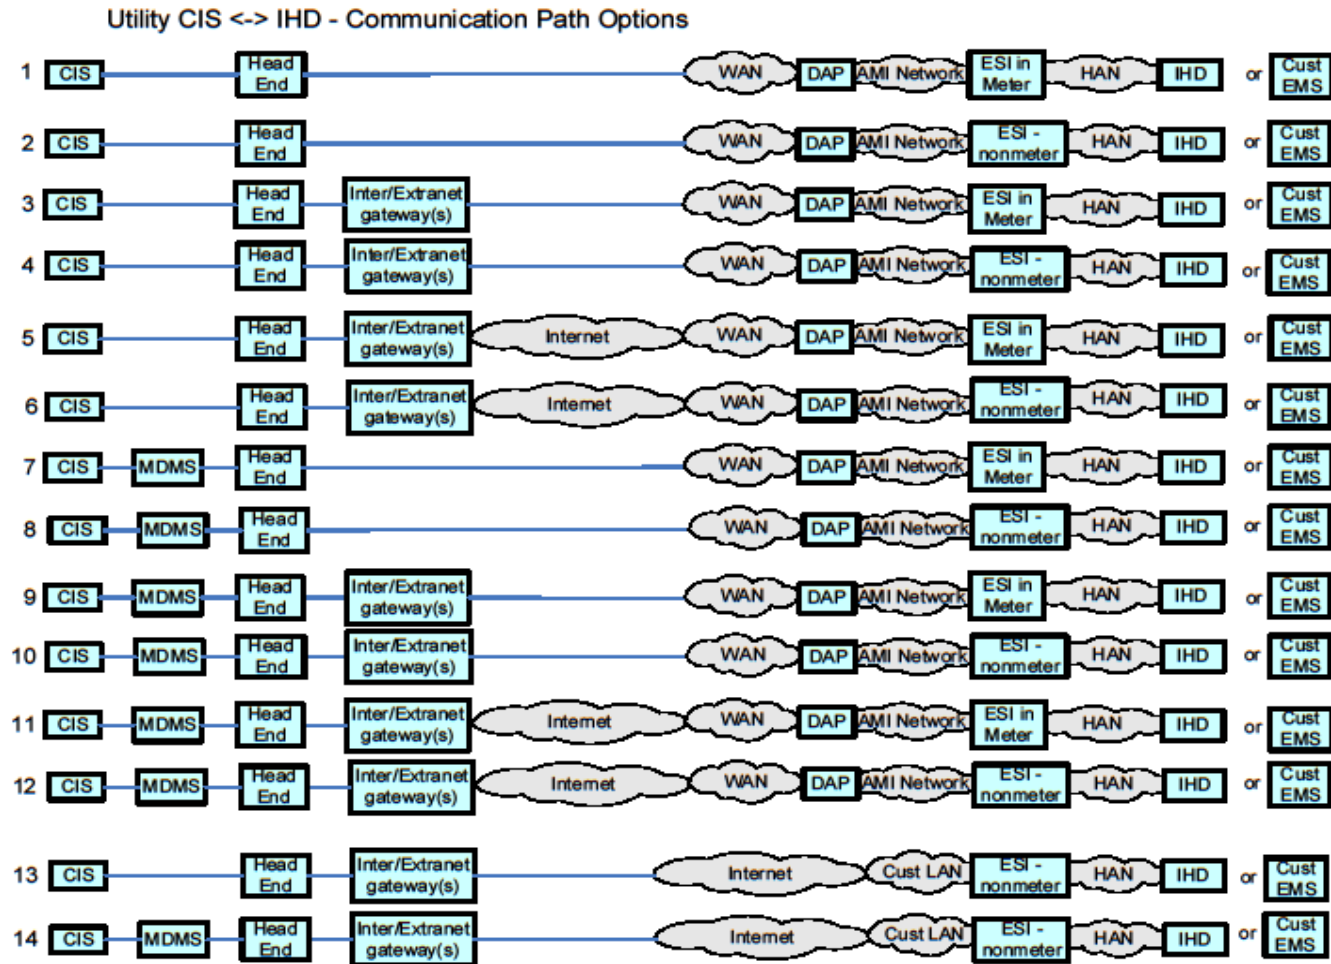 Utility CIS <-> IHD - Communication Path Options
1 CIS Head End WAN DAP AMI Network ESI in Meter HAN IHD or Cust EMS
2 CIS Head End WAN DAP AMI Network ESI - nonmeter HAN IHD or Cust EMS
3 CIS Head End Inter/Extranet gateway(s) WAN DAP AMI Network ESI in Meter HAN IHD or Cust EMS
4 CIS Head End Inter/Extranet gateway(s) WAN DAP AMI Network ESI - nonmeter HAN IHD or Cust EMS
5 CIS Head End Inter/Extranet gateway(s) Internet WAN DAP AMI Network ESI in Meter HAN IHD or Cust EMS
6 CIS Head End Inter/Extranet gateway(s) Internet WAN DAP AMI Network ESI - nonmeter HAN IHD or Cust EMS
7 CIS MDMS Head End WAN DAP AMI Network ESI in Meter HAN IHD or Cust EMS
8 CIS MDMS Head End WAN DAP AMI Network ESI - nonmeter HAN IHD or Cust EMS
9 CIS MDMS Head End Inter/Extranet gateway(s) WAN DAP AMI Network ESI in Meter HAN IHD or Cust EMS
10 CIS MDMS Head End Inter/Extranet gateway(s) WAN DAP AMI Network ESI - nonmeter HAN IHD or Cust EMS
11 CIS MDMS Head End Inter/Extranet gateway(s) Internet WAN DAP AMI Network ESI in Meter HAN IHD or Cust EMS
12 CIS MDMS Head End Inter/Extranet gateway(s) Internet WAN DAP AMI Network ESI - nonmeter HAN IHD or Cust EMS
13 CIS Head End Inter/Extranet gateway(s) Internet Cust LAN ESI - nonmeter HAN IHD or Cust EMS
14 CIS MDMS Head End Inter/Extranet gateway(s) Internet Cust LAN ESI - nonmeter HAN IHD or Cust EMS